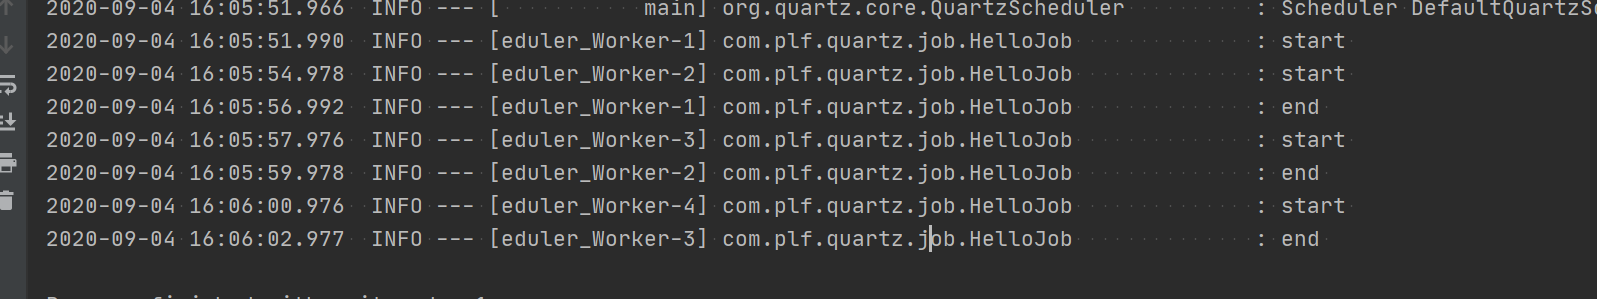 2020-09-04 16:05:51.966  INFO --- [           main] org.quartz.core.QuartzScheduler          : Scheduler DefaultQuartzSc
2020-09-04 16:05:51.990  INFO --- [eduler_Worker-1] com.plf.quartz.job.HelloJob              : start
2020-09-04 16:05:54.978  INFO --- [eduler_Worker-2] com.plf.quartz.job.HelloJob              : start
2020-09-04 16:05:56.992  INFO --- [eduler_Worker-1] com.plf.quartz.job.HelloJob              : end
2020-09-04 16:05:57.976  INFO --- [eduler_Worker-3] com.plf.quartz.job.HelloJob              : start
2020-09-04 16:05:59.978  INFO --- [eduler_Worker-2] com.plf.quartz.job.HelloJob              : end
2020-09-04 16:06:00.976  INFO --- [eduler_Worker-4] com.plf.quartz.job.HelloJob              : start
2020-09-04 16:06:02.977  INFO --- [eduler_Worker-3] com.plf.quartz.job.HelloJob              : end